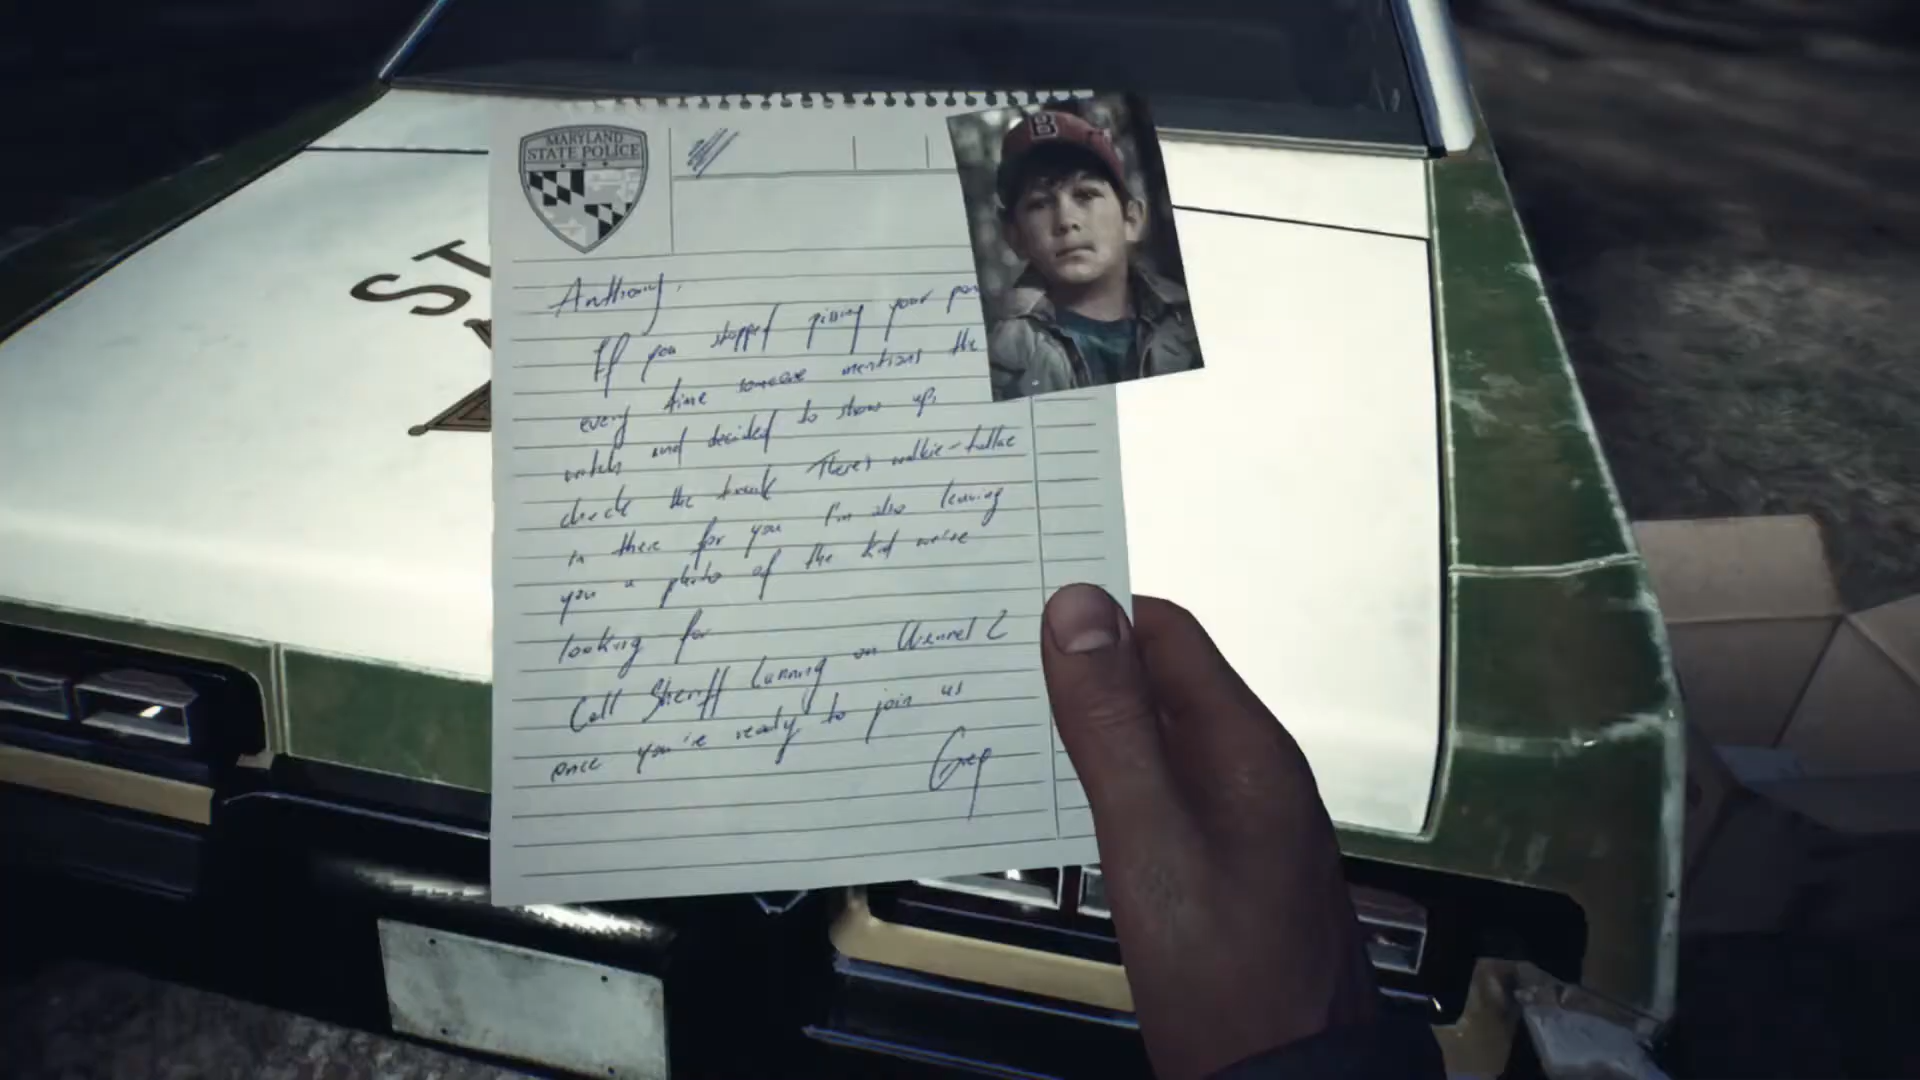 MARYLAND
STATE POLICE
B
ST
Anthony,
If you stopped pissing your pan
every time someone mentions the
witch and decided to show up,
check the trunk There's walkie-talkie
in there for you I'm also leaving
you a photo of the kid we're
looking for
Call Sheriff Lanning on Channel 2
once you're ready to join us
Greg